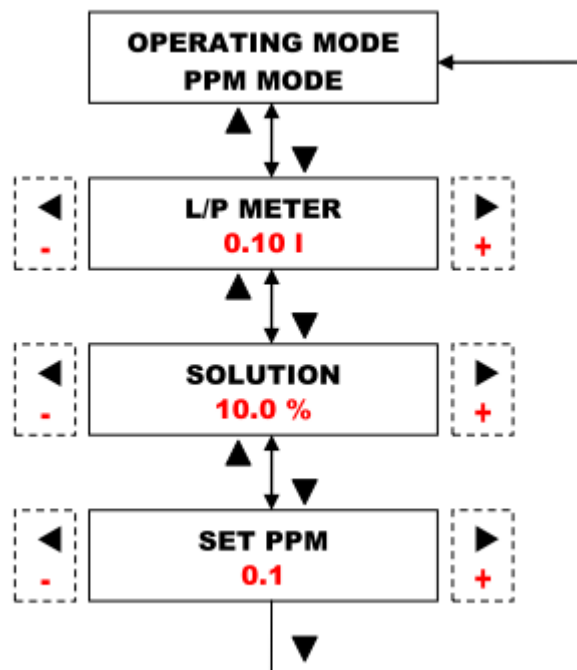 OPERATING MODE
PPM MODE
L/P METER
0.10 l
-
+
SOLUTION
10.0 %
-
+
SET PPM
0.1
-
+